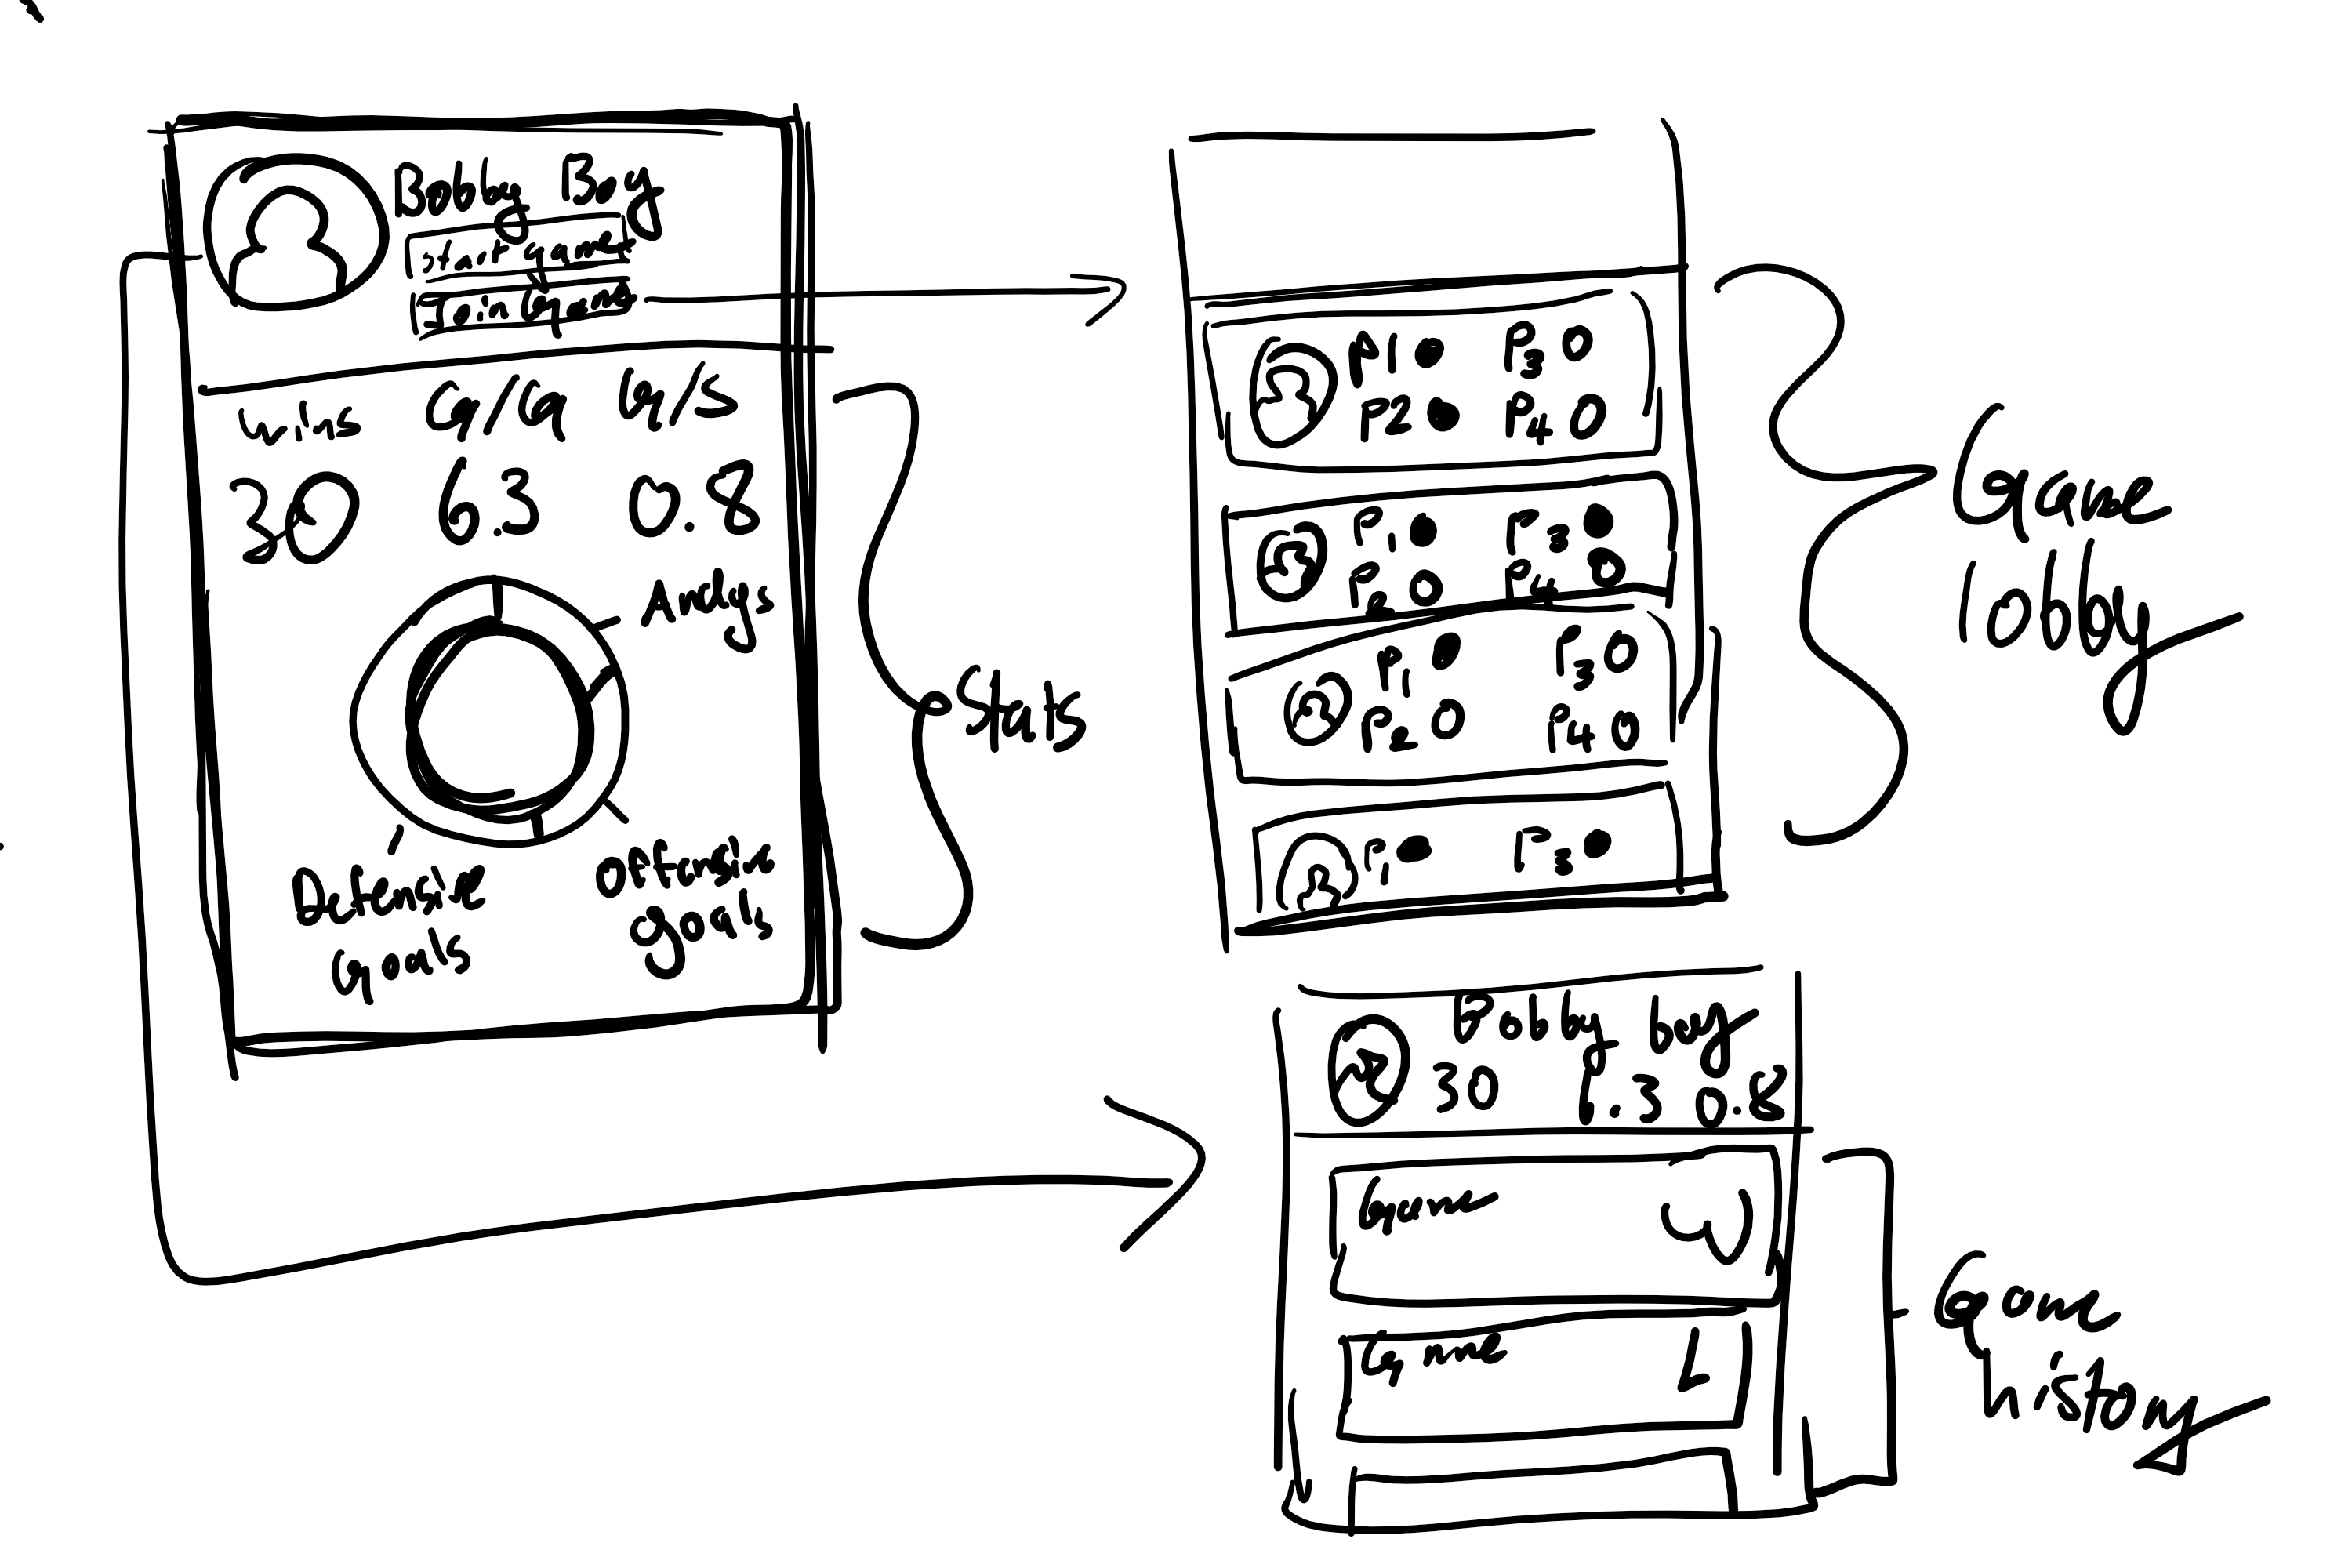 Bobby Boy
start game
Join game
wins g/g g/s
30 6.3 0.8
Assists
Defensive
goals
offensive
goals
Stats
P1 P3
P2 P4
P1 P3
P2 P4
P1 P3
P2 P4
P1 P3
Game
lobby
Bobby boy
30 1.3 0.8
Game W
Game L
Game
history